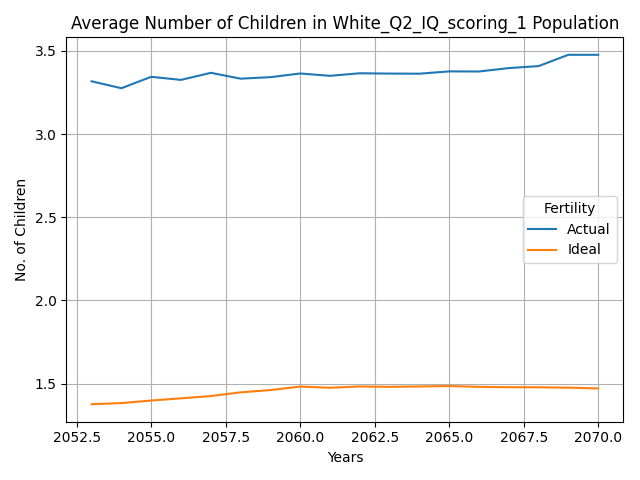 Average Number of Children in White_Q2_IQ_scoring_1 Population
3.5
3.0
2.5
2.0
1.5
No. of Children
Fertility
Actual
Ideal
2052.5 2055.0 2057.5 2060.0 2062.5 2065.0 2067.5 2070.0
Years